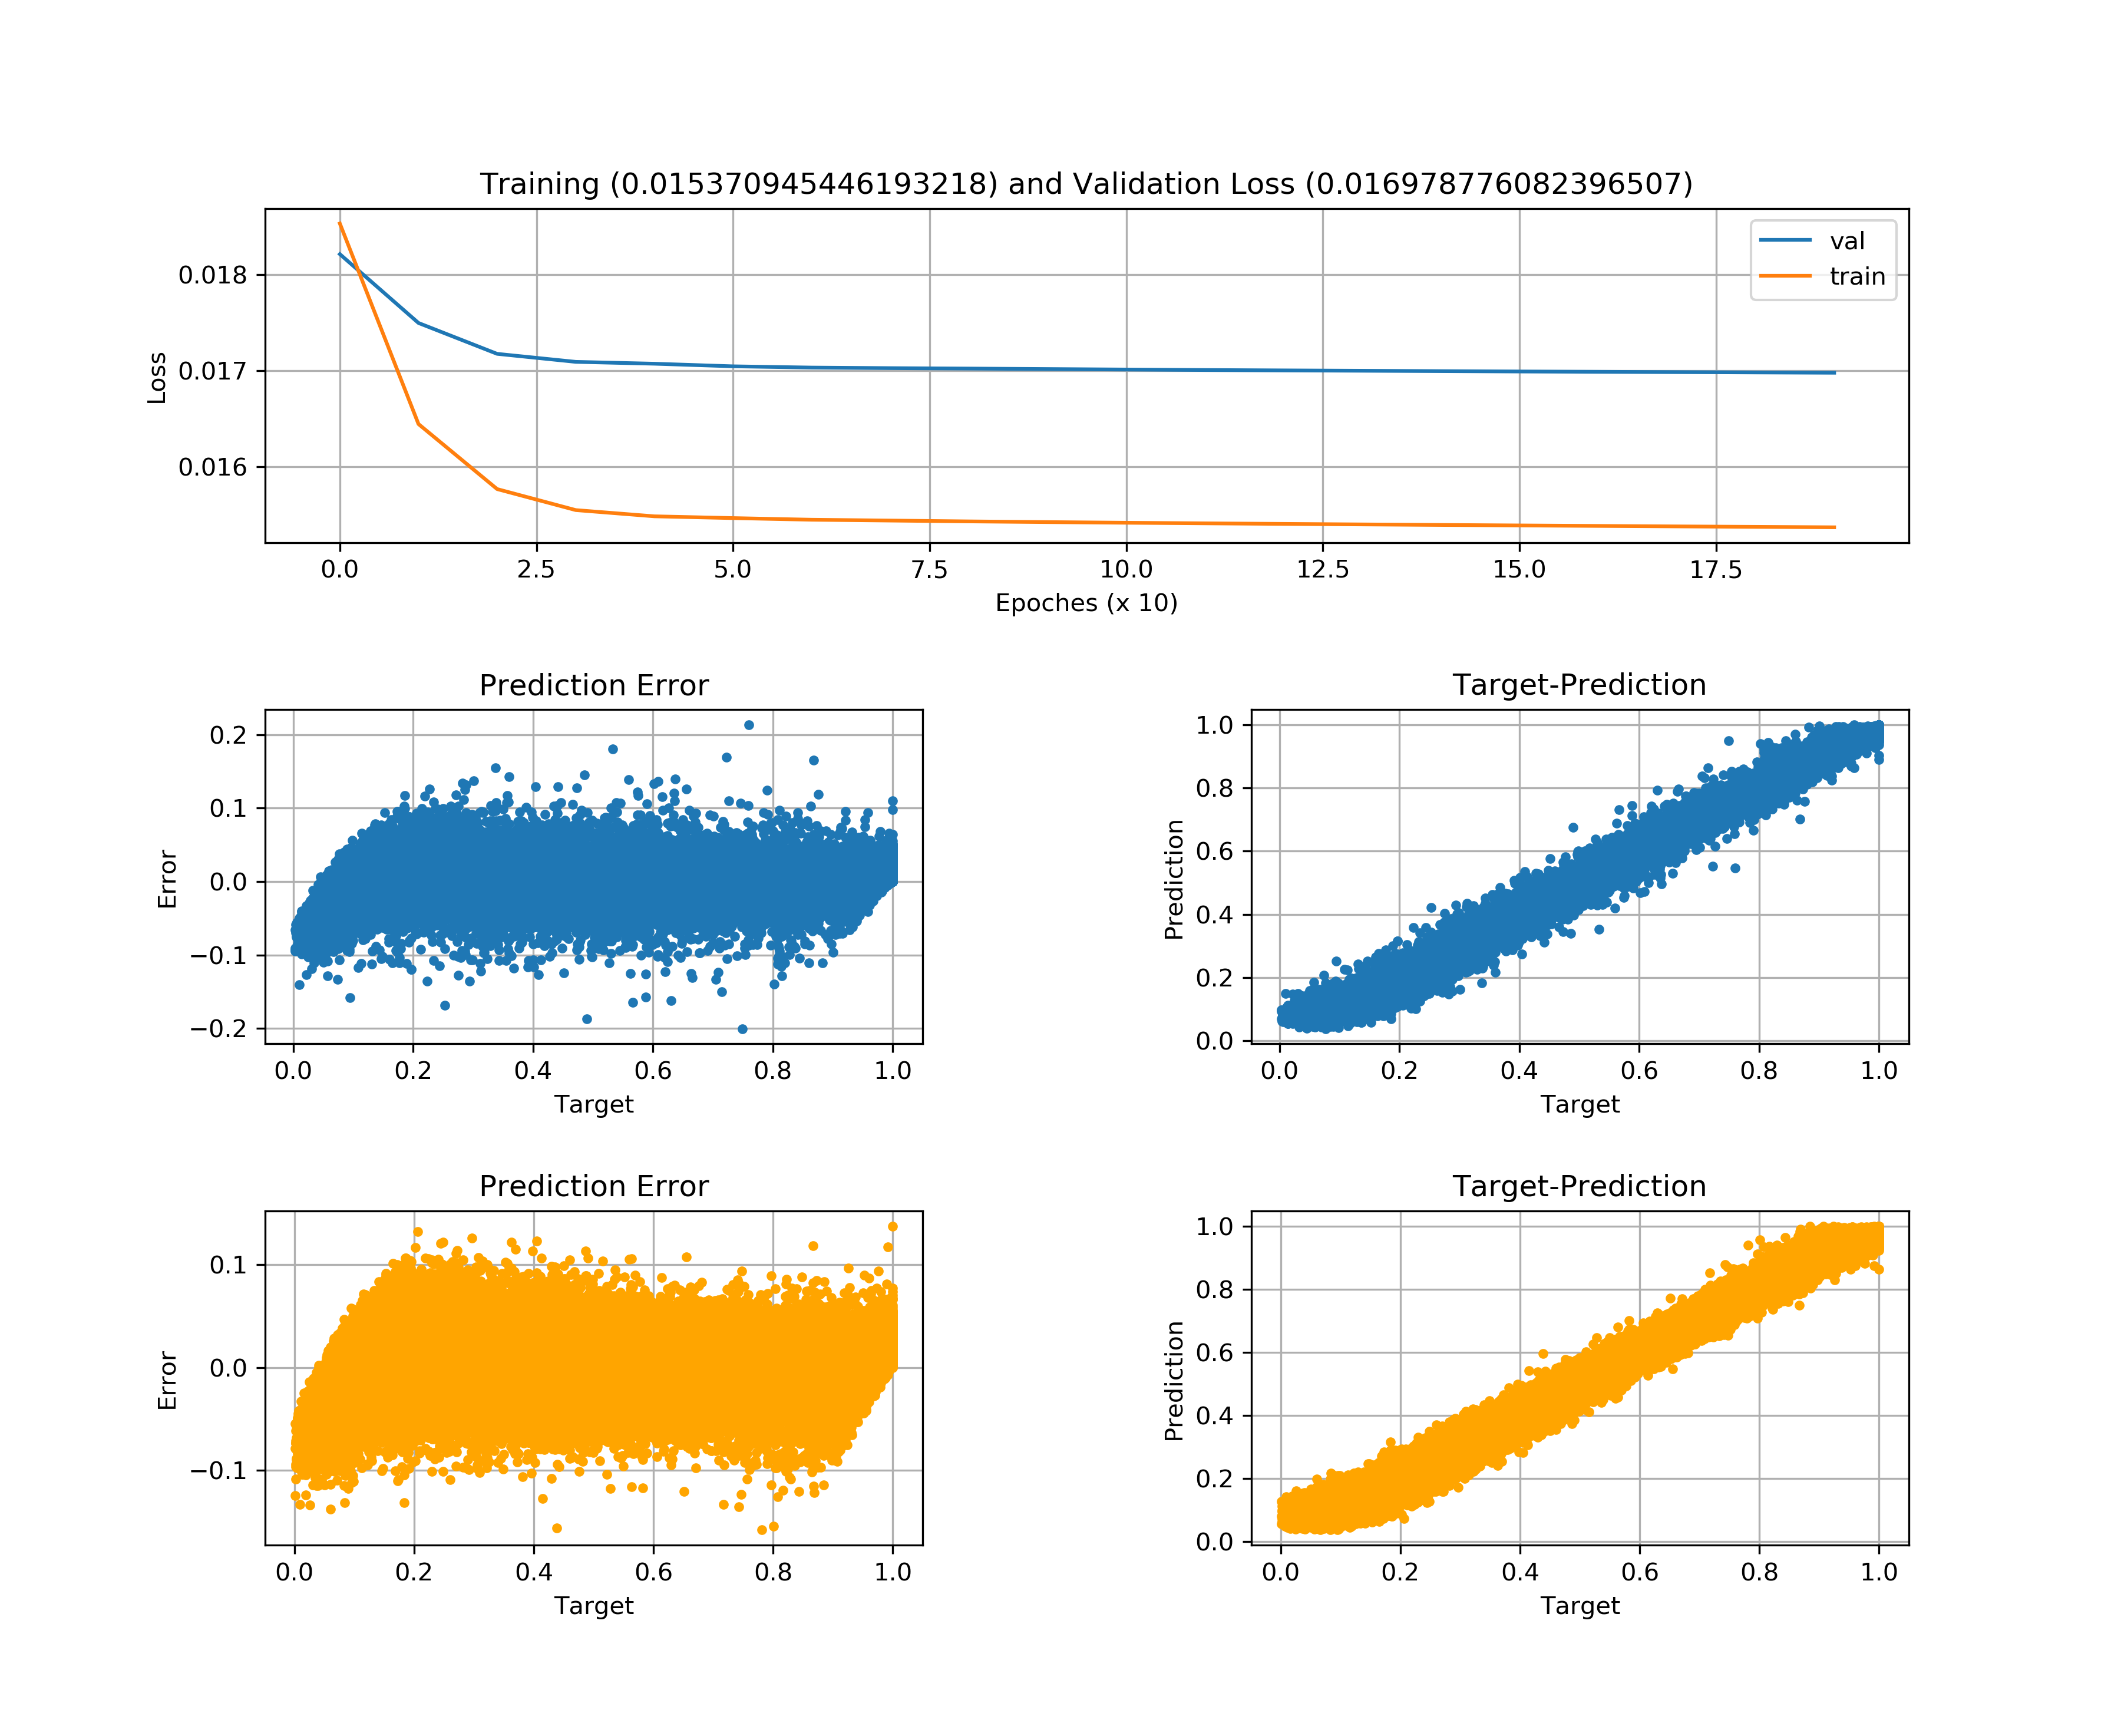 Training (0.015370945446193218) and Validation Loss (0.016978776082396507)
val
train
Loss
0.018
0.017
0.016
0.0 2.5 5.0 7.5 10.0 12.5 15.0 17.5
Epoches (x 10)
Prediction Error
Error
0.2
0.1
0.0
−0.1
−0.2
0.0 0.2 0.4 0.6 0.8 1.0
Target
Target-Prediction
Prediction
1.0
0.8
0.6
0.4
0.2
0.0
0.0 0.2 0.4 0.6 0.8 1.0
Target
Prediction Error
Error
0.1
0.0
−0.1
0.0 0.2 0.4 0.6 0.8 1.0
Target
Target-Prediction
Prediction
1.0
0.8
0.6
0.4
0.2
0.0
0.0 0.2 0.4 0.6 0.8 1.0
Target